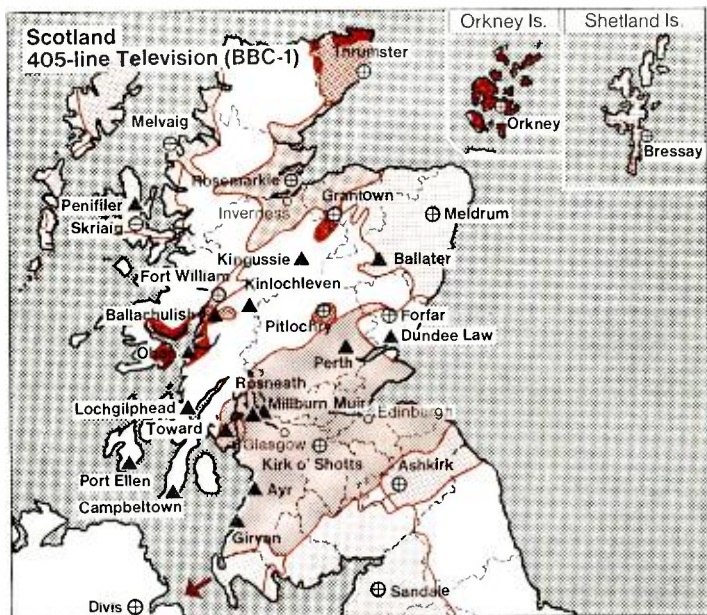 Scotland
405-line Television (BBC-1)
Orkney Is.
Shetland Is.
Thrumster
Orkney
Bressay
Melvaig
Rosemarkie
Grantown
Inverness
Meldrum
Penifiler
Skriaig
Kingussie
Ballater
Fort William
Kinlochleven
Ballachulish
Pitlochry
Forfar
Dundee Law
Oban
Perth
Rosneath
Lochgilphead
Millburn Muir
Edinburgh
Toward
Glasgow
Kirk o' Shotts
Ashkirk
Port Ellen
Ayr
Campbeltown
Girvan
Divis
Sandale